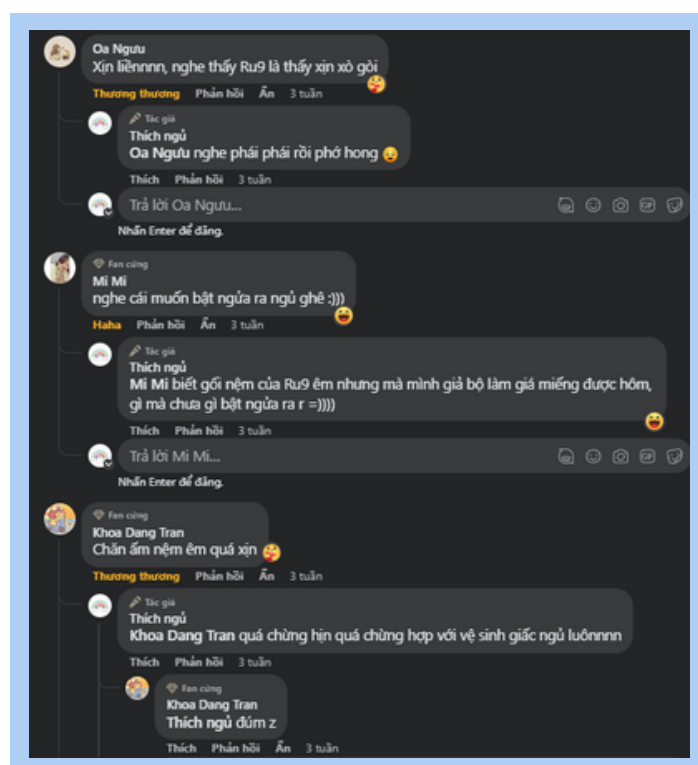 Oa Ngưu
Xịn liềnnnn, nghe thấy Ru9 là thấy xịn xò gòi
Thương thương Phản hồi Ẩn 3 tuần
Tác giả
Thích ngủ
Oa Ngưu nghe phái phái rồi phớ hong
Thích Phản hồi 3 tuần
Trả lời Oa Ngưu...
GIF
Nhấn Enter để đăng.
Fan cứng
Mi Mi
nghe cái muốn bật ngửa ra ngủ ghê :)))
Haha Phản hồi Ẩn 3 tuần
Tác giả
Thích ngủ
Mi Mi biết gối nệm của Ru9 êm nhưng mà mình giả bộ làm giá miếng được hôm,
gì mà chưa gì bật ngửa ra r =))))
Thích Phản hồi 3 tuần
Trả lời Mi Mi...
GIF
Nhấn Enter để đăng.
Fan cứng
Khoa Dang Tran
Chăn ấm nệm êm quá xịn
Thương thương Phản hồi Ẩn 3 tuần
Tác giả
Thích ngủ
Khoa Dang Tran quá chừng hịn quá chừng hợp với vệ sinh giấc ngủ luônnnn
Thích Phản hồi 3 tuần
Fan cứng
Khoa Dang Tran
Thích ngủ đúm z
Thích Phản hồi Ẩn 3 tuần